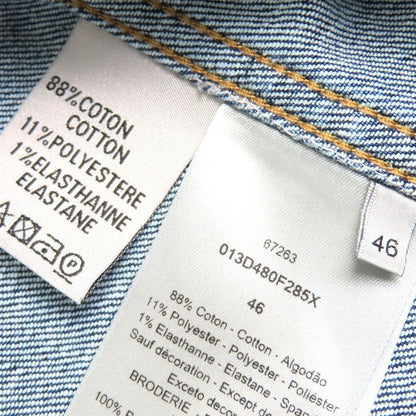 88%COTON
COTTON
11%POLYESTERE
1%ELASTHANNE
ELASTANE
67263
013D480F285X
46
88% Coton - Cotton - Algodão
11% Polyester - Polyester - Poliéster
1% Elasthanne - Elastane - Span
Sauf décoration - Except de
Exceto deco
BRODERIE -
100% P
46